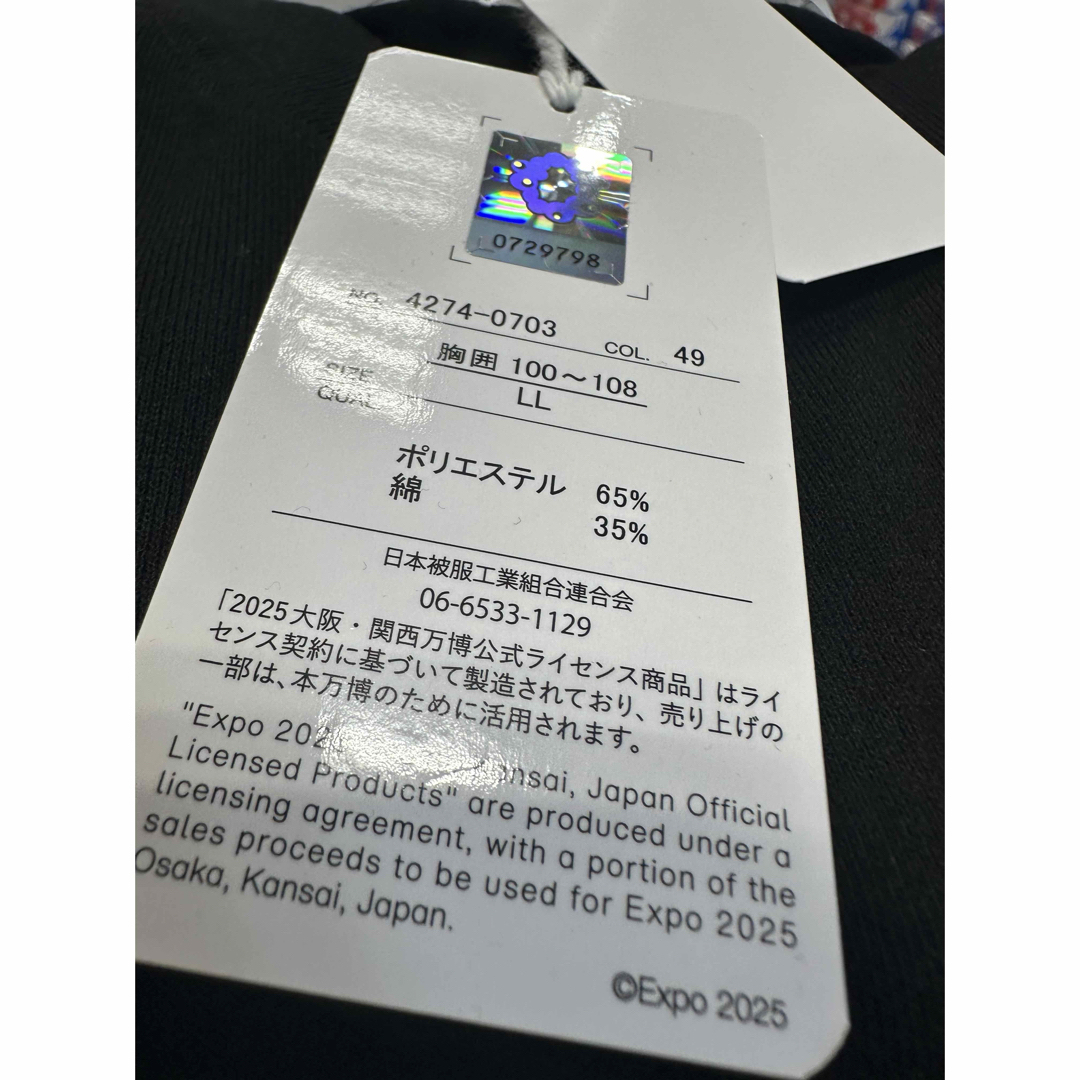 0729798
NO. 4274-0703 COL. 49
胸囲 100～108
SIZE LL
QUAL
ポリエステル 65%
綿 35%
日本被服工業組合連合会
06-6533-1129
「2025大阪・関西万博公式ライセンス商品」はライ
センス契約に基づいて製造されており、売り上げの
一部は、本万博のために活用されます。
"Expo Kansai, Japan Official
Licensed Products" are produced under a
licensing agreement, with a portion of the
sales proceeds to be used for Expo 2025
Osaka, Kansai, Japan.
©Expo 2025